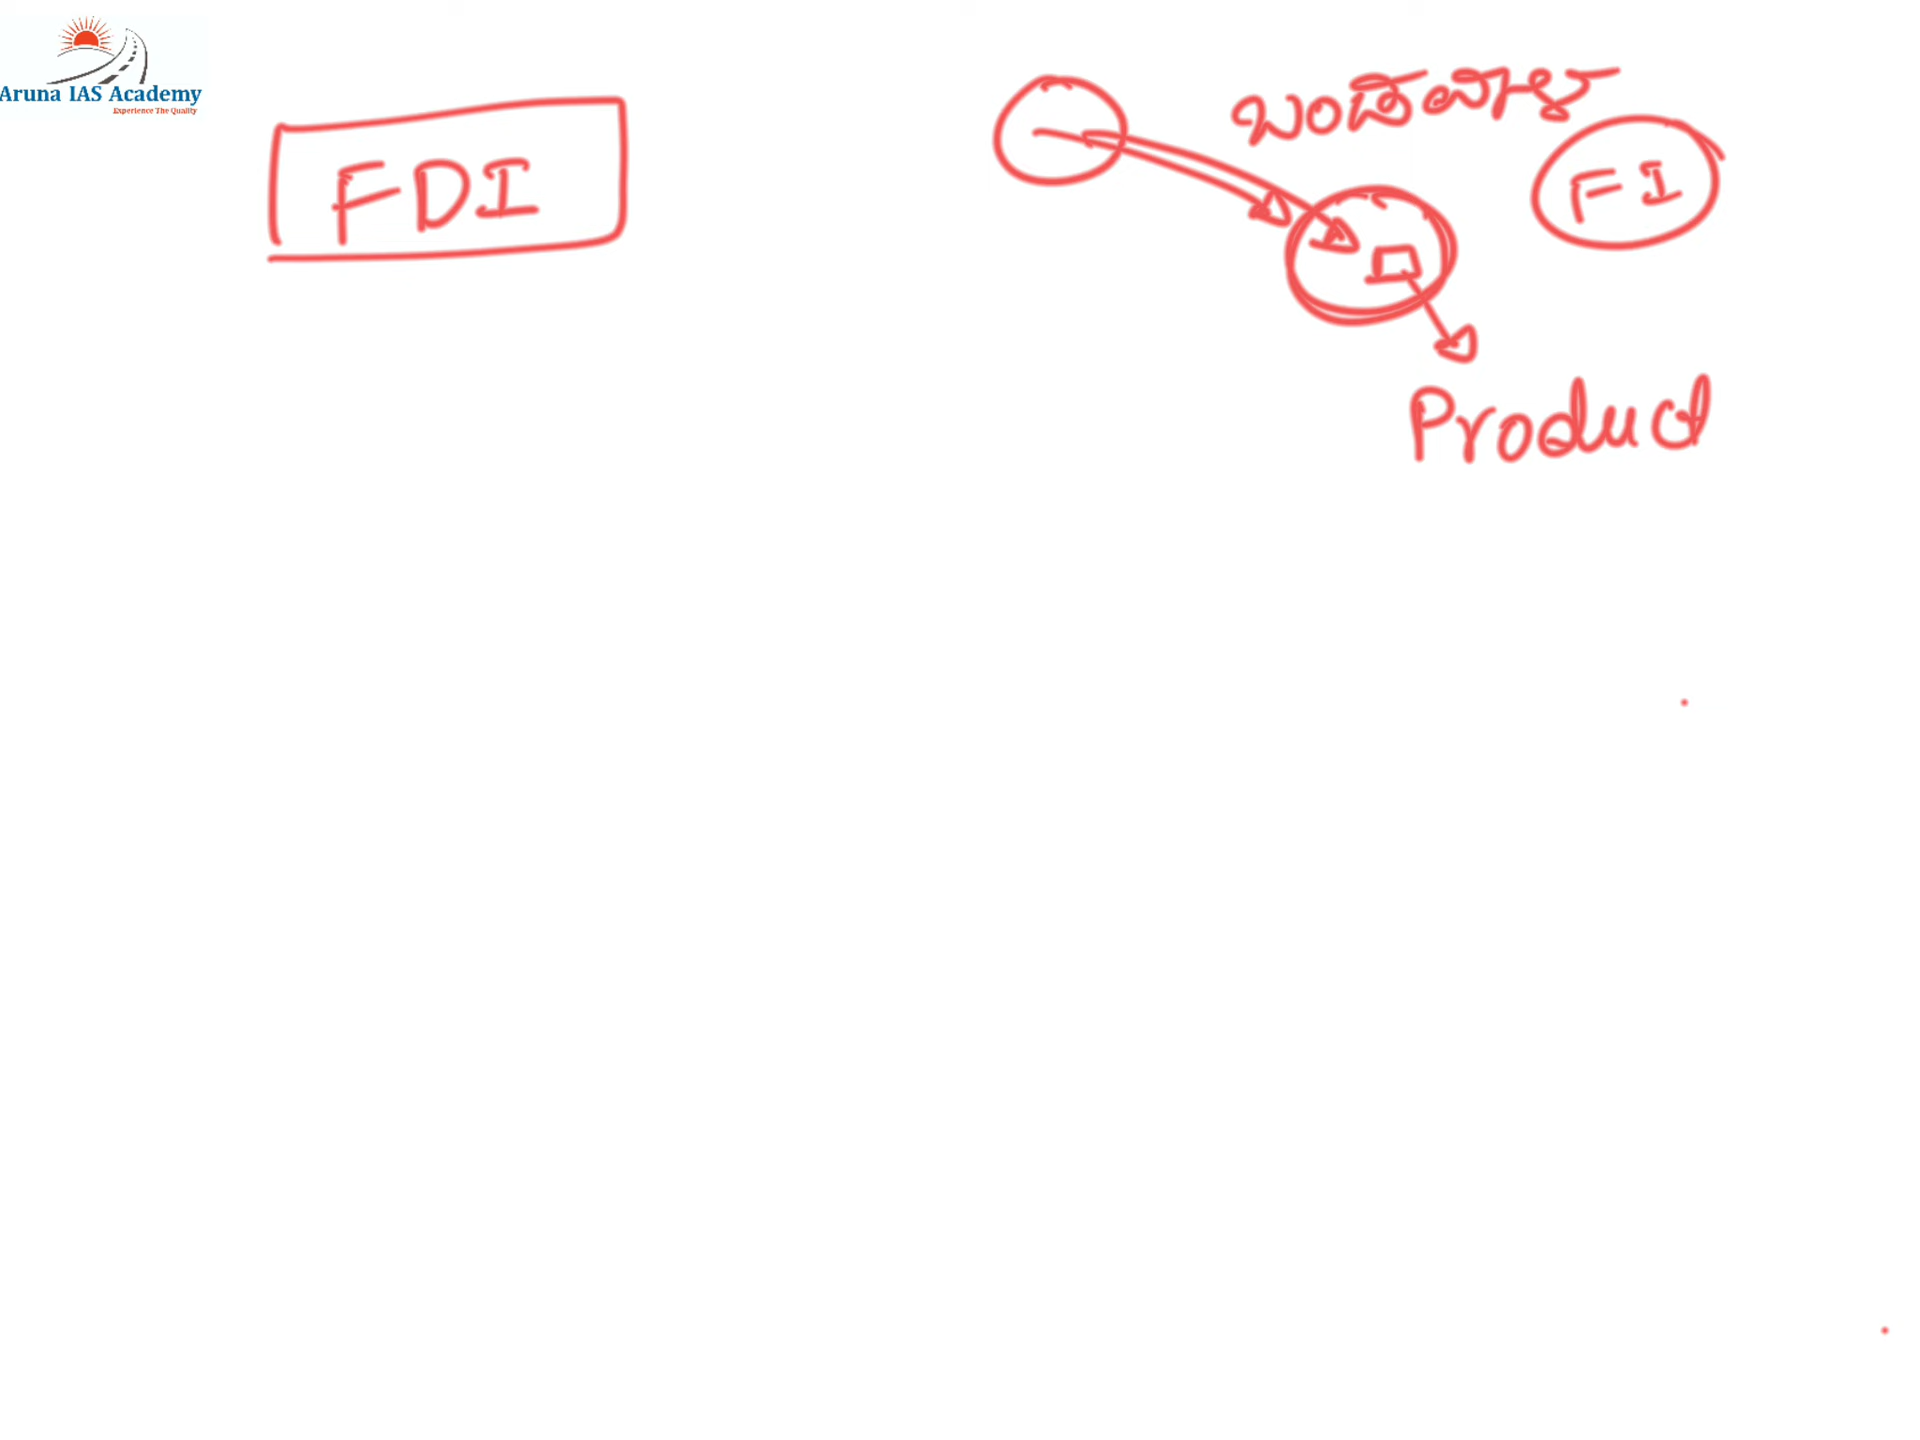 Aruna IAS Academy
Experience The Quality
FDI
ಬಂಡವಾಳ
FI
Product